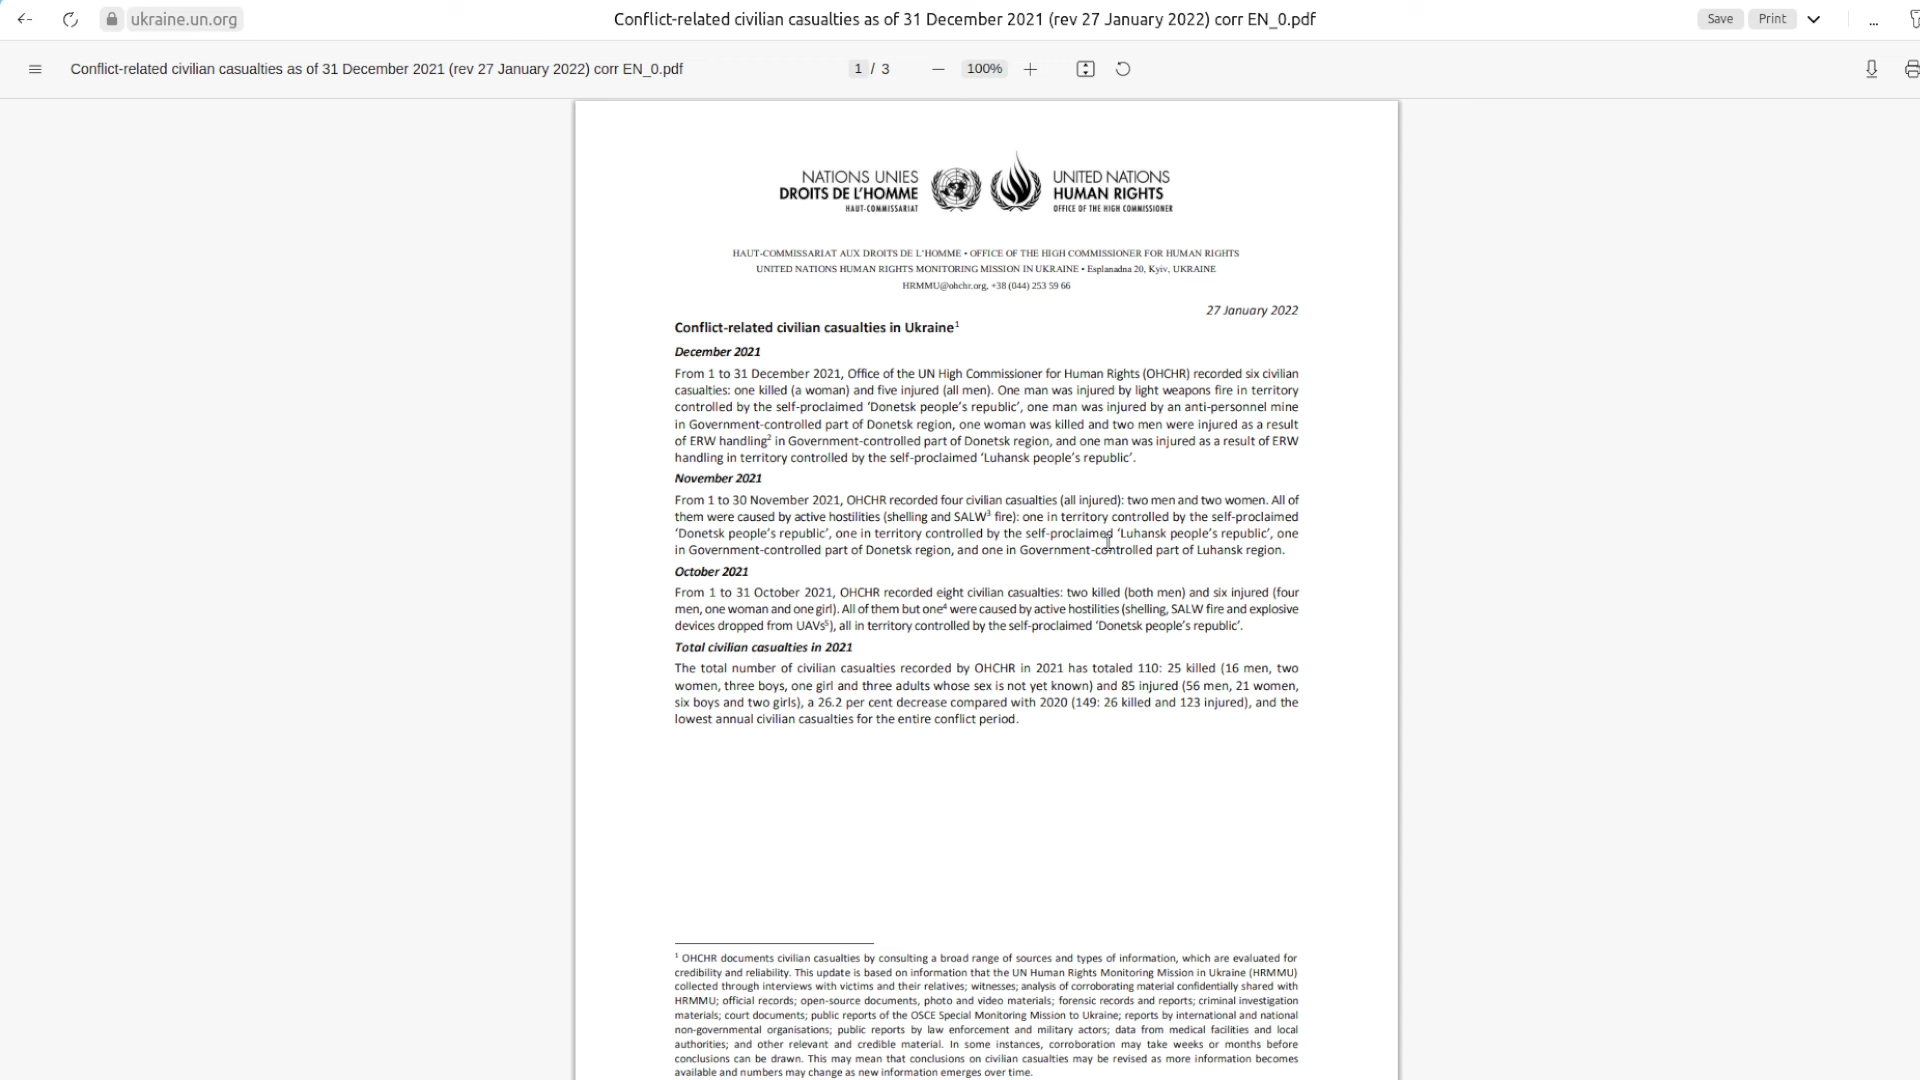 ukraine.un.org
Conflict-related civilian casualties as of 31 December 2021 (rev 27 January 2022) corr EN_0.pdf
Save
Print
...
Conflict-related civilian casualties as of 31 December 2021 (rev 27 January 2022) corr EN_0.pdf
1 / 3
100%
NATIONS UNIES
DROITS DE L'HOMME
HAUT-COMMISSARIAT
UNITED NATIONS
HUMAN RIGHTS
OFFICE OF THE HIGH COMMISSIONER
HAUT-COMMISSARIAT AUX DROITS DE L'HOMME • OFFICE OF THE HIGH COMMISSIONER FOR HUMAN RIGHTS
UNITED NATIONS HUMAN RIGHTS MONITORING MISSION IN UKRAINE • Esplanadna 20, Kyiv, UKRAINE
HRMMU@ohchr.org, +38 (044) 253 59 66
27 January 2022
Conflict-related civilian casualties in Ukraine¹
December 2021
From 1 to 31 December 2021, Office of the UN High Commissioner for Human Rights (OHCHR) recorded six civilian
casualties: one killed (a woman) and five injured (all men). One man was injured by light weapons fire in territory
controlled by the self-proclaimed 'Donetsk people's republic', one man was injured by an anti-personnel mine
in Government-controlled part of Donetsk region, one woman was killed and two men were injured as a result
of ERW handling² in Government-controlled part of Donetsk region, and one man was injured as a result of ERW
handling in territory controlled by the self-proclaimed 'Luhansk people's republic'.
November 2021
From 1 to 30 November 2021, OHCHR recorded four civilian casualties (all injured): two men and two women. All of
them were caused by active hostilities (shelling and SALW³ fire): one in territory controlled by the self-proclaimed
'Donetsk people's republic', one in territory controlled by the self-proclaimed 'Luhansk people's republic', one
in Government-controlled part of Donetsk region, and one in Government-controlled part of Luhansk region.
October 2021
From 1 to 31 October 2021, OHCHR recorded eight civilian casualties: two killed (both men) and six injured (four
men, one woman and one girl). All of them but one⁴ were caused by active hostilities (shelling, SALW fire and explosive
devices dropped from UAVs⁵), all in territory controlled by the self-proclaimed 'Donetsk people's republic'.
Total civilian casualties in 2021
The total number of civilian casualties recorded by OHCHR in 2021 has totaled 110: 25 killed (16 men, two
women, three boys, one girl and three adults whose sex is not yet known) and 85 injured (56 men, 21 women,
six boys and two girls), a 26.2 per cent decrease compared with 2020 (149: 26 killed and 123 injured), and the
lowest annual civilian casualties for the entire conflict period.
¹ OHCHR documents civilian casualties by consulting a broad range of sources and types of information, which are evaluated for
credibility and reliability. This update is based on information that the UN Human Rights Monitoring Mission in Ukraine (HRMMU)
collected through interviews with victims and their relatives; witnesses; analysis of corroborating material confidentially shared with
HRMMU; official records; open-source documents, photo and video materials; forensic records and reports; criminal investigation
materials; court documents; public reports of the OSCE Special Monitoring Mission to Ukraine; reports by international and national
non-governmental organisations; public reports by law enforcement and military actors; data from medical facilities and local
authorities; and other relevant and credible material. In some instances, corroboration may take weeks or months before
conclusions can be drawn. This may mean that conclusions on civilian casualties may be revised as more information becomes
available and numbers may change as new information emerges over time.